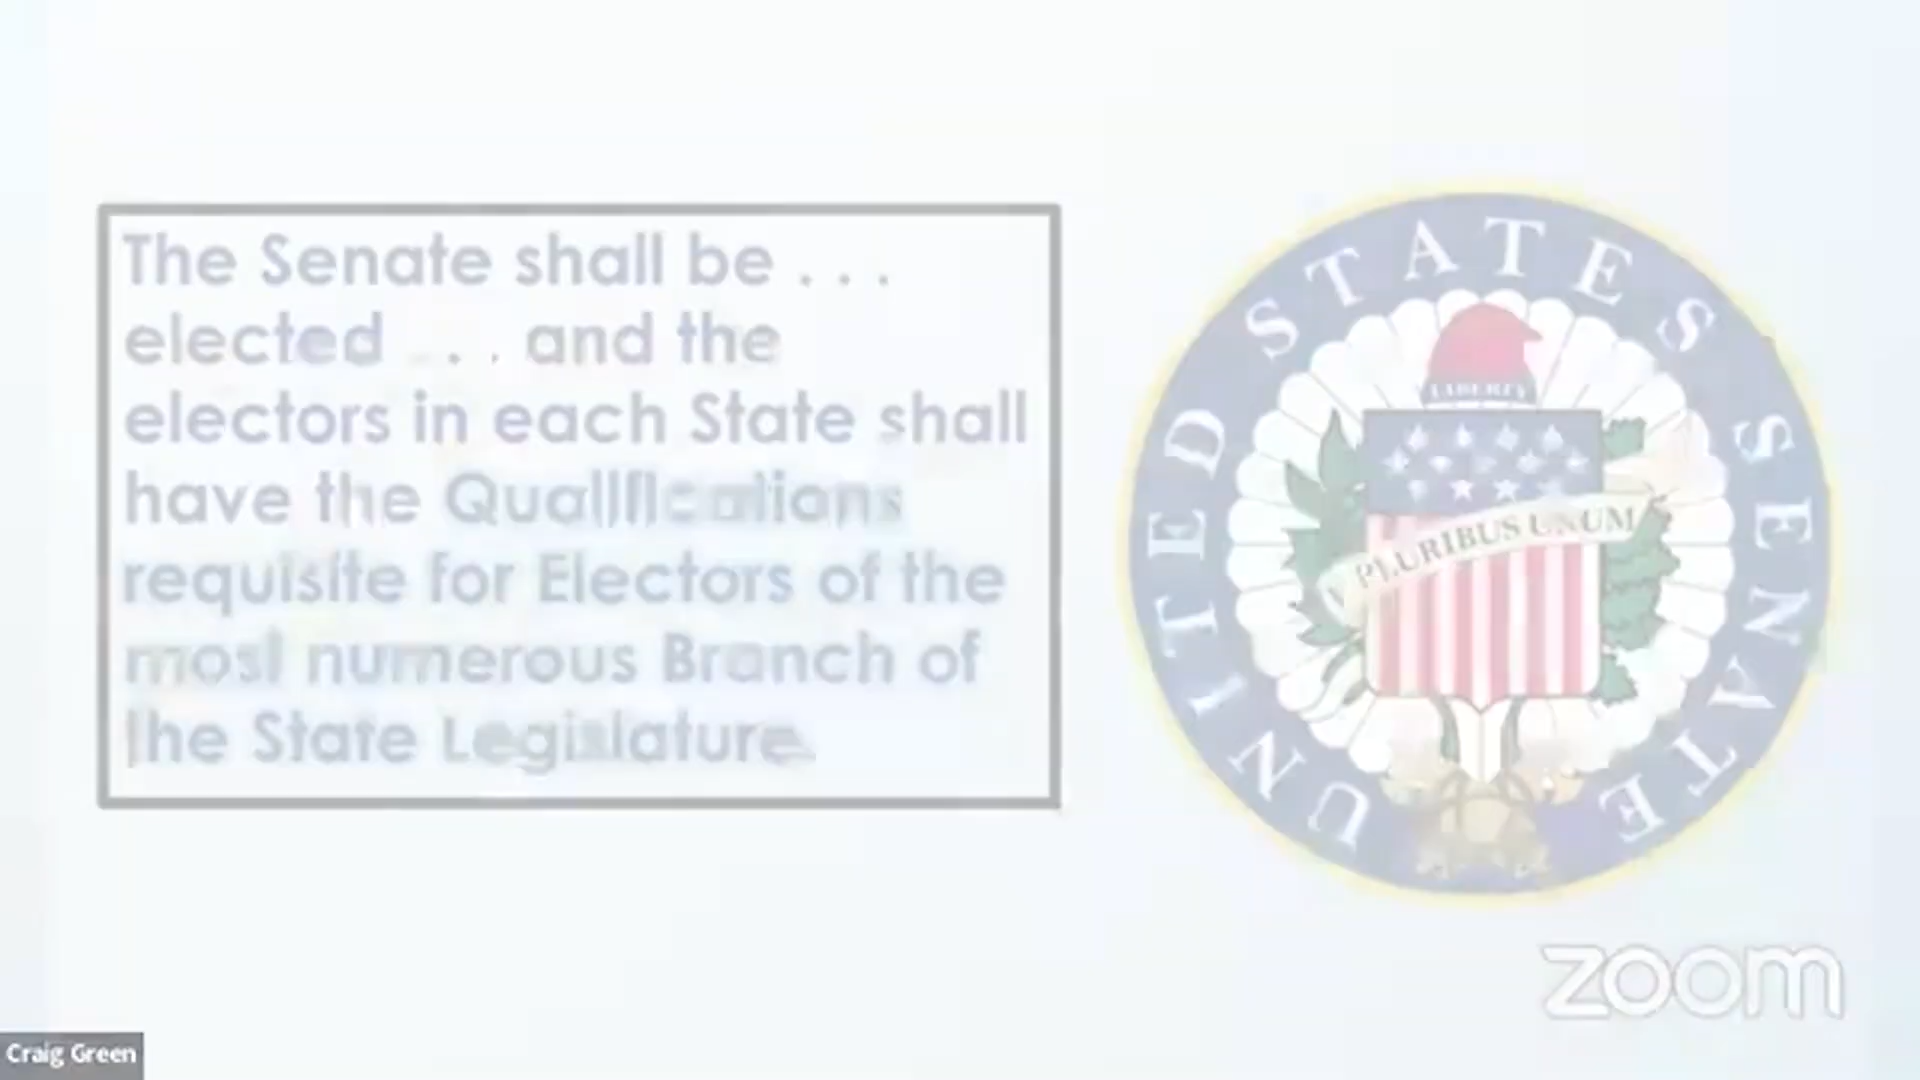 The Senate shall be . . .
elected . . . and the
electors in each State shall
have the Qualifications
requisite for Electors of the
most numerous Branch of
the State Legislature.
UNITED STATES SENATE
LIBERTY
PLURIBUS UNUM
zoom
Craig Green